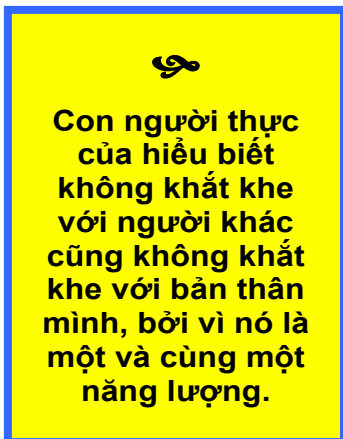 Con người thực
của hiểu biết
không khắt khe
với người khác
cũng không khắt
khe với bản thân
mình, bởi vì nó là
một và cùng một
năng lượng.